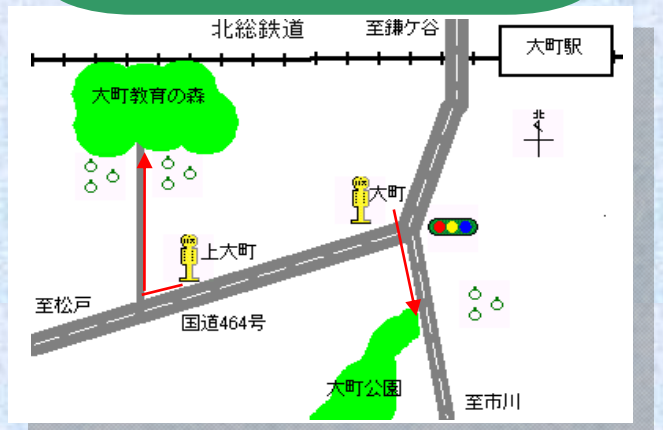 北総鉄道
至鎌ケ谷
大町駅
大町教育の森
北
大町
上大町
至松戸
国道464号
大町公園
至市川